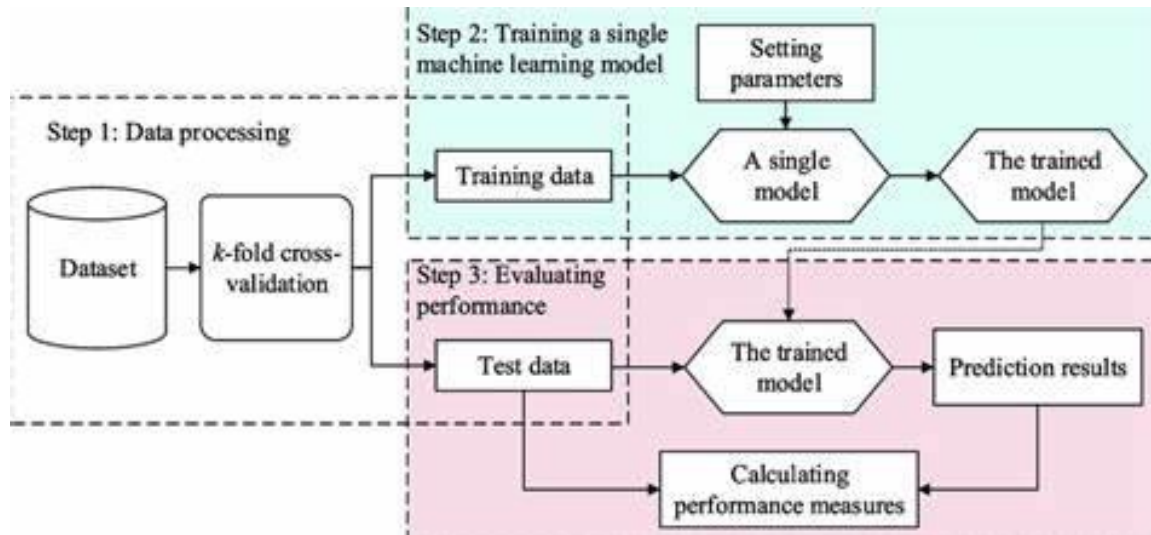 Step 2: Training a single
machine learning model
Setting
parameters
Step 1: Data processing
Training data
A single
model
The trained
model
Dataset
k-fold cross-
validation
Step 3: Evaluating
performance
Test data
The trained
model
Prediction results
Calculating
performance measures